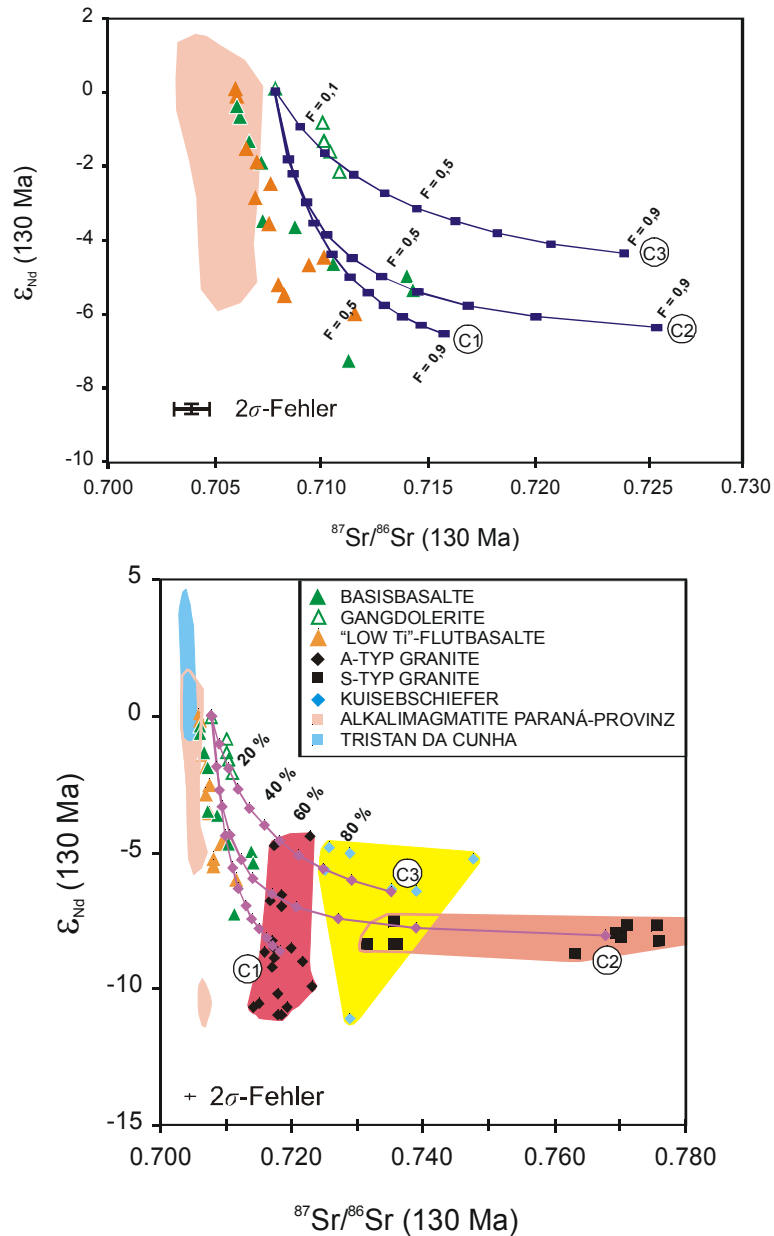 2
0
-2
-4
-6
-8
-10
εNd (130 Ma)
F = 0,1
F = 0,5
F = 0,9
C3
F = 0,5
F = 0,9
C2
F = 0,5
F = 0,9
C1
2σ-Fehler
0.700 0.705 0.710 0.715 0.720 0.725 0.730
87Sr/86Sr (130 Ma)
5
0
-5
-10
-15
εNd (130 Ma)
BASISBASALTE
GANGDOLERITE
“LOW Ti”-FLUTBASALTE
A-TYP GRANITE
S-TYP GRANITE
KUISEBSCHIEFER
ALKALIMAGMATITE PARANÁ-PROVINZ
TRISTAN DA CUNHA
20 %
40 %
60 %
80 %
C3
C1
C2
2σ-Fehler
0.700 0.720 0.740 0.760 0.780
87Sr/86Sr (130 Ma)